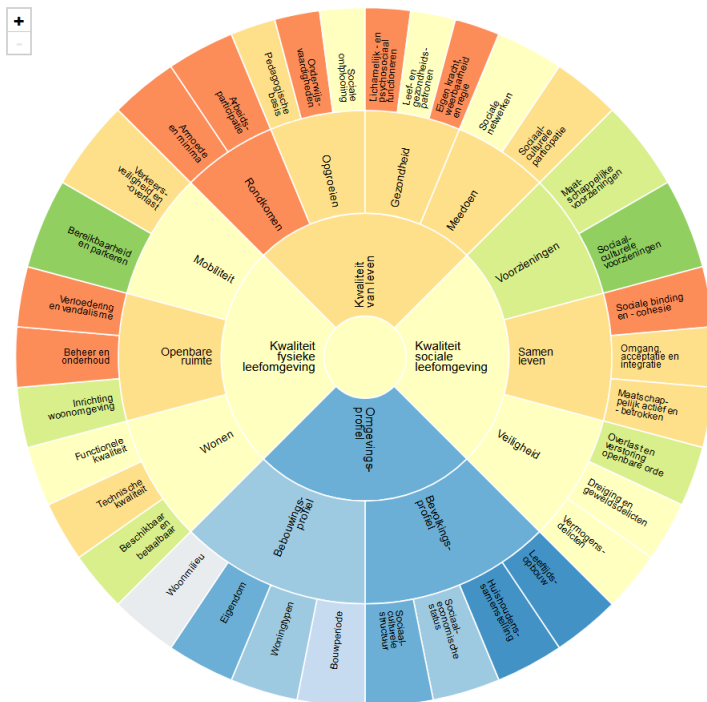 +
-
Lichamelijk - en
psychosociaal
functioneren
Leef- en
gezondheids-
patronen
Eigen kracht,
weerbaarheid
en regie
Sociale
netwerken
Sociaal-
culturele
participatie
Maat-
schappelijke
voorzieningen
Sociaal-
culturele
voorzieningen
Sociale binding
en - cohesie
Omgang,
acceptatie en
integratie
Maatschap-
pelijk actief en
- betrokken
Overlast en
verstoring
openbare orde
Dreiging en
geweldsdelicten
Vermogens-
delicten
Leeftijds-
opbouw
Huishoudens-
samenstelling
Sociaal-
economische
status
Sociaal-
culturele
structuur
Bouwperiode
Woningtypen
Eigendom
Woonmilieu
Beschikbaar
en
betaalbaar
Technische
kwaliteit
Functionele
kwaliteit
Inrichting
woonomgeving
Beheer en
onderhoud
Verloedering
en vandalisme
Bereikbaarheid
en parkeren
Verkeers-
veiligheid en
-overlast
Armoede
en minima
Arbeids-
participatie
Pedagogische
basis
Onderwijs-
vaardigheden
Sociale
ontplooiing
Gezondheid
Meedoen
Voorzieningen
Samen
leven
Veiligheid
Bevolkings-
profiel
Bebouwings-
profiel
Wonen
Openbare
ruimte
Mobiliteit
Rondkomen
Opgroeien
Kwaliteit
van leven
Kwaliteit
sociale
leefomgeving
Omgevings-
profiel
Kwaliteit
fysieke
leefomgeving